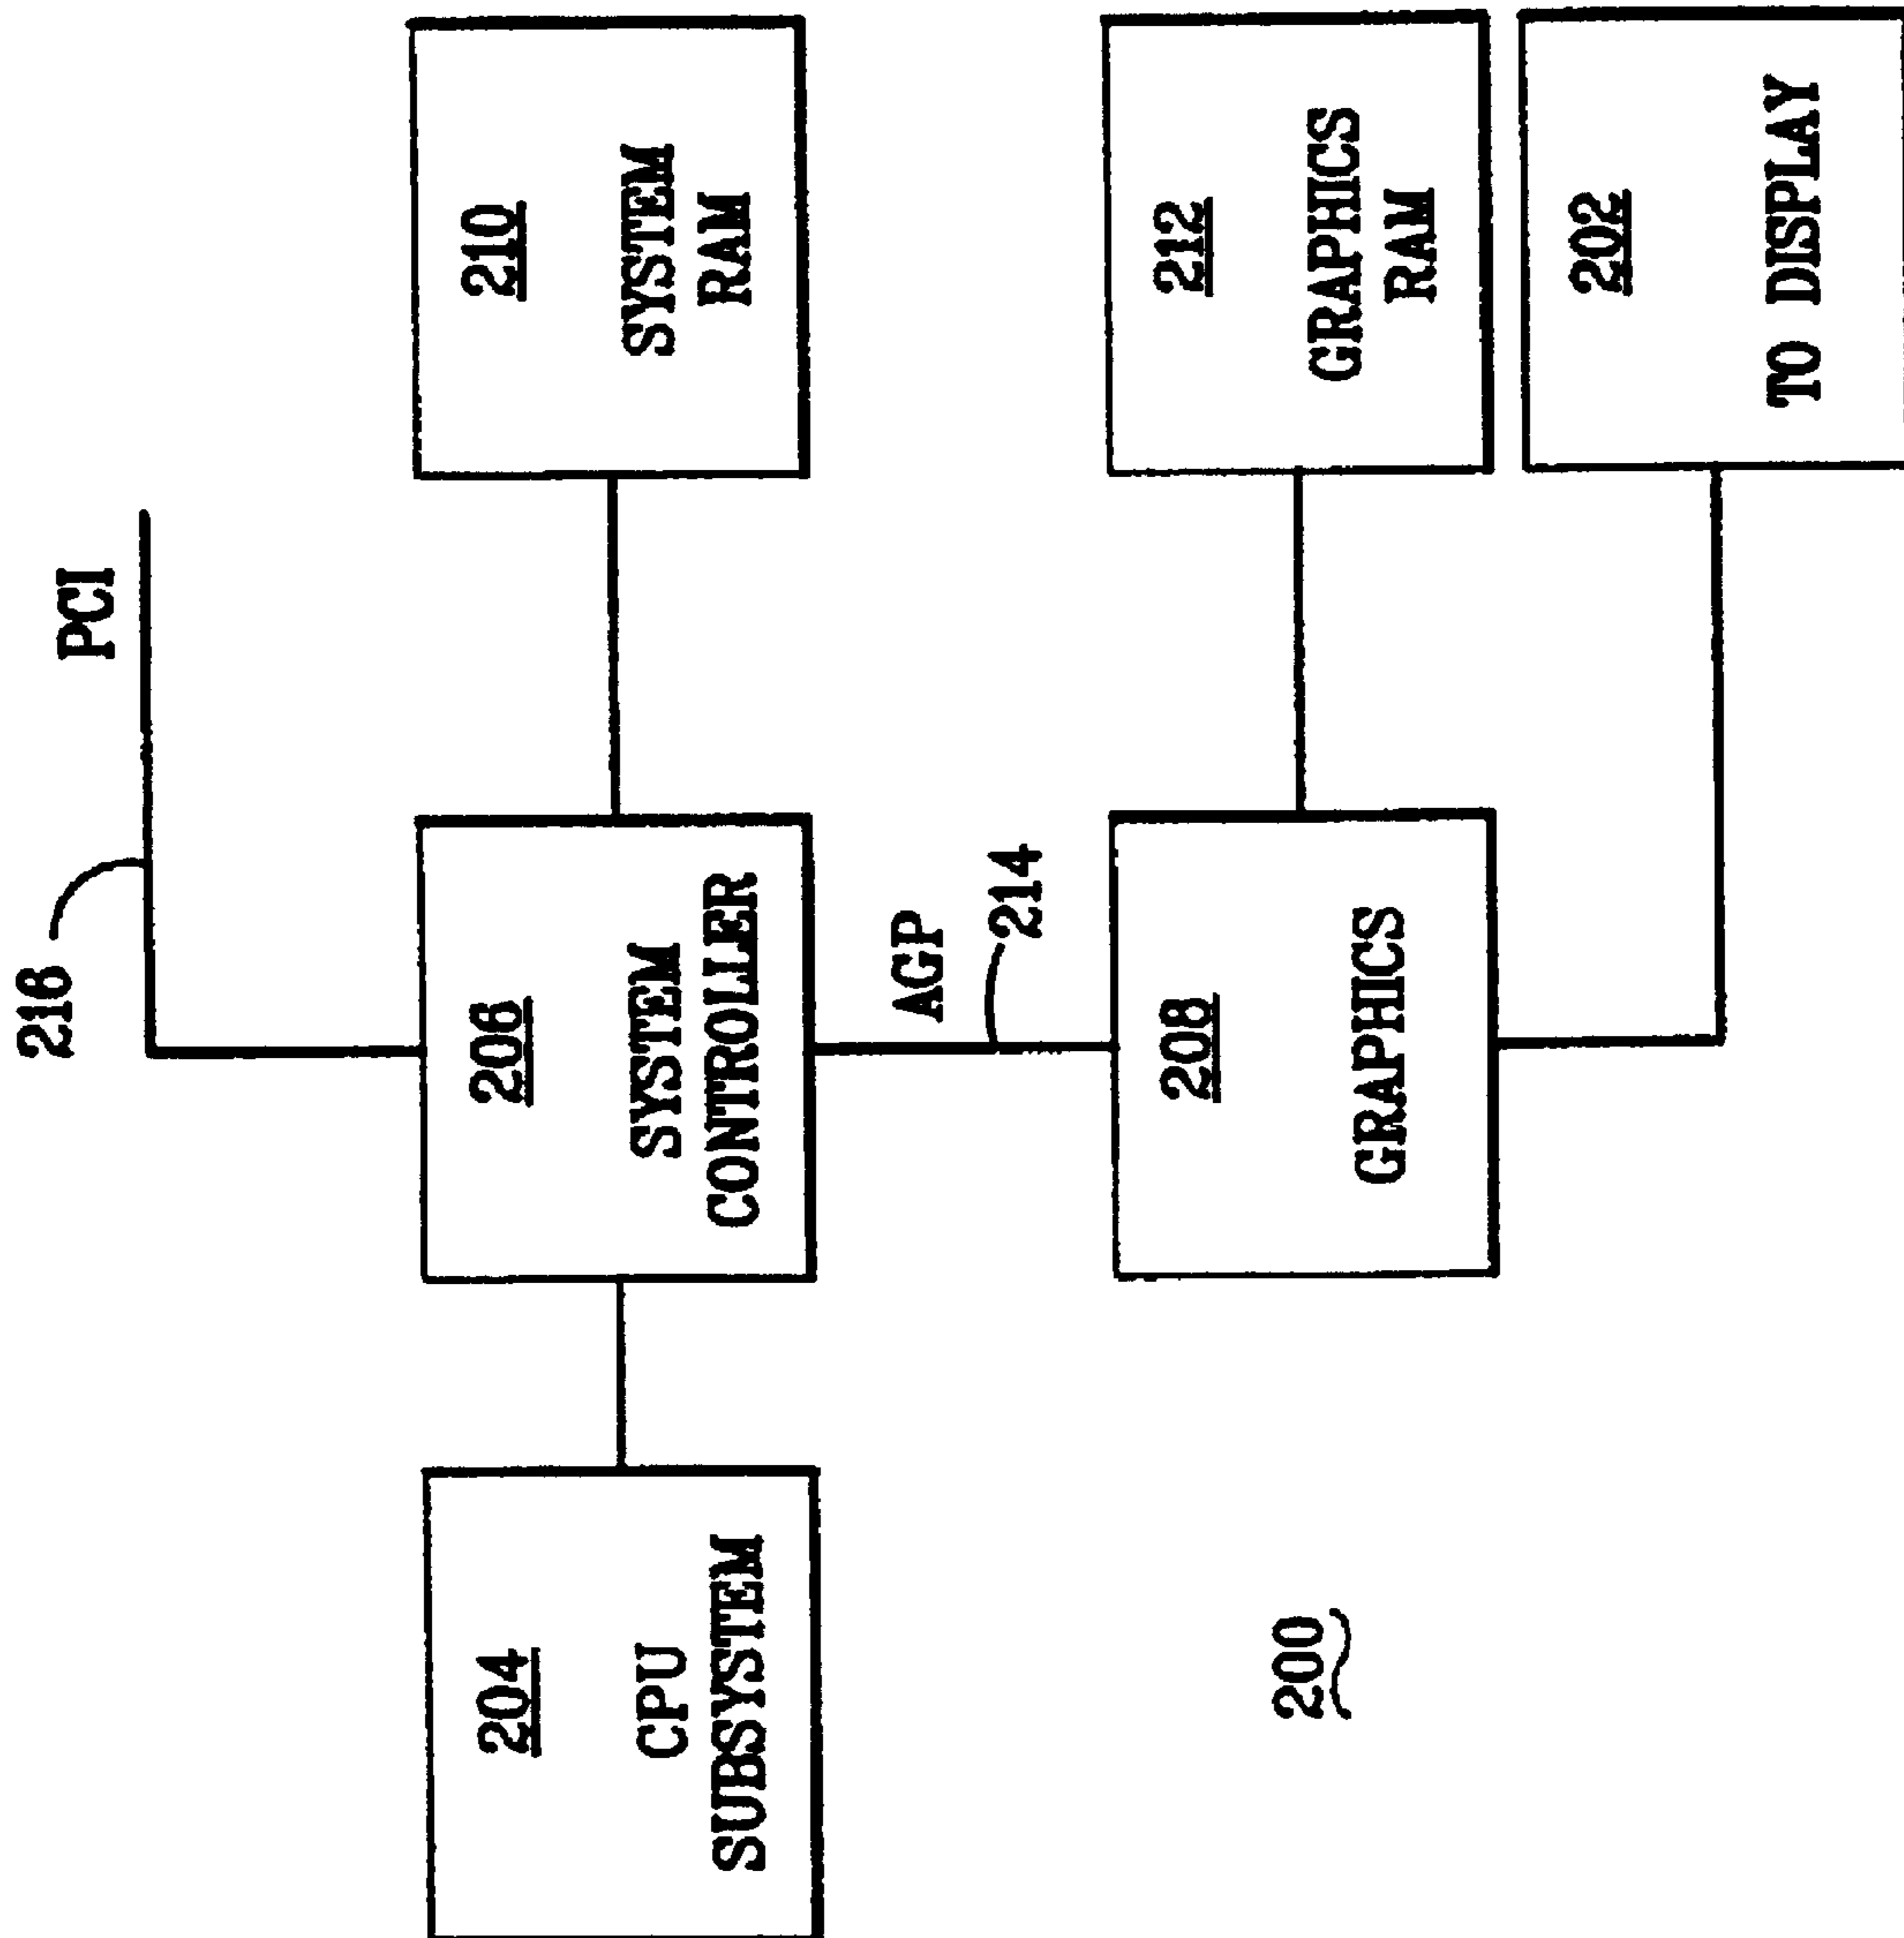 216
PCI
204
CPU
SUBSYSTEM
206
SYSTEM
CONTROLLER
210
SYSTEM
RAM
AGP
214
208
GRAPHICS
212
GRAPHICS
RAM
200
202
TO DISPLAY